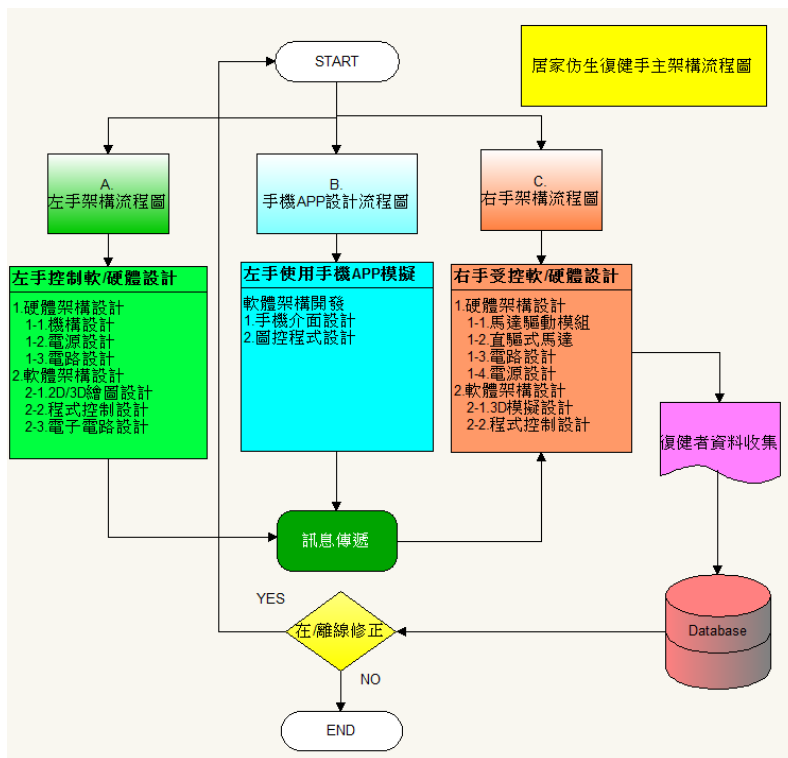 START
居家仿生復健手主架構流程圖
A.
左手架構流程圖
B.
手機APP設計流程圖
C.
右手架構流程圖
左手控制軟/硬體設計
1.硬體架構設計
1-1.機構設計
1-2.電源設計
1-3.電路設計
2.軟體架構設計
2-1.2D/3D繪圖設計
2-2.程式控制設計
2-3.電子電路設計
左手使用手機APP模擬
軟體架構開發
1.手機介面設計
2.圖控程式設計
右手受控軟/硬體設計
1.硬體架構設計
1-1.馬達驅動模組
1-2.直驅式馬達
1-3.電路設計
1-4.電源設計
2.軟體架構設計
2-1.3D模擬設計
2-2.程式控制設計
復健者資料收集
訊息傳遞
YES
在/離線修正
Database
NO
END